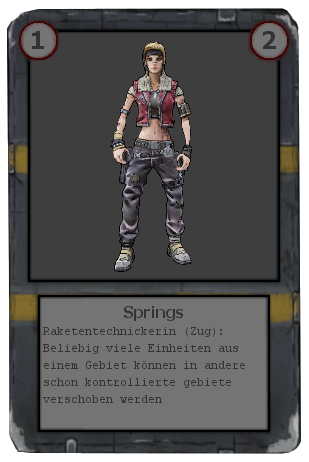 1 2
Springs
Raketentechnickerin (Zug):
Beliebig viele Einheiten aus
einem Gebiet können in andere
schon kontrollierte gebiete
verschoben werden